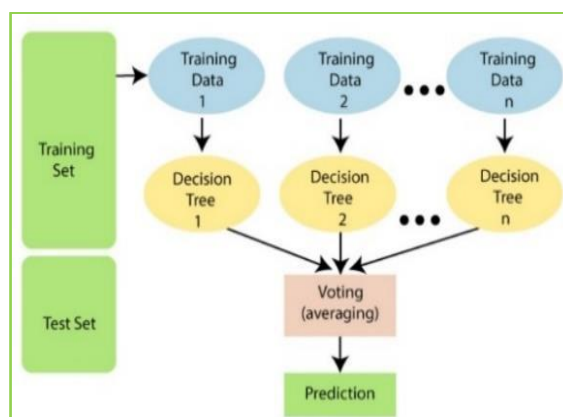 Training
Set
Test Set
Training
Data
1
Training
Data
2
Training
Data
n
Decision
Tree
1
Decision
Tree
2
Decision
Tree
n
Voting
(averaging)
Prediction